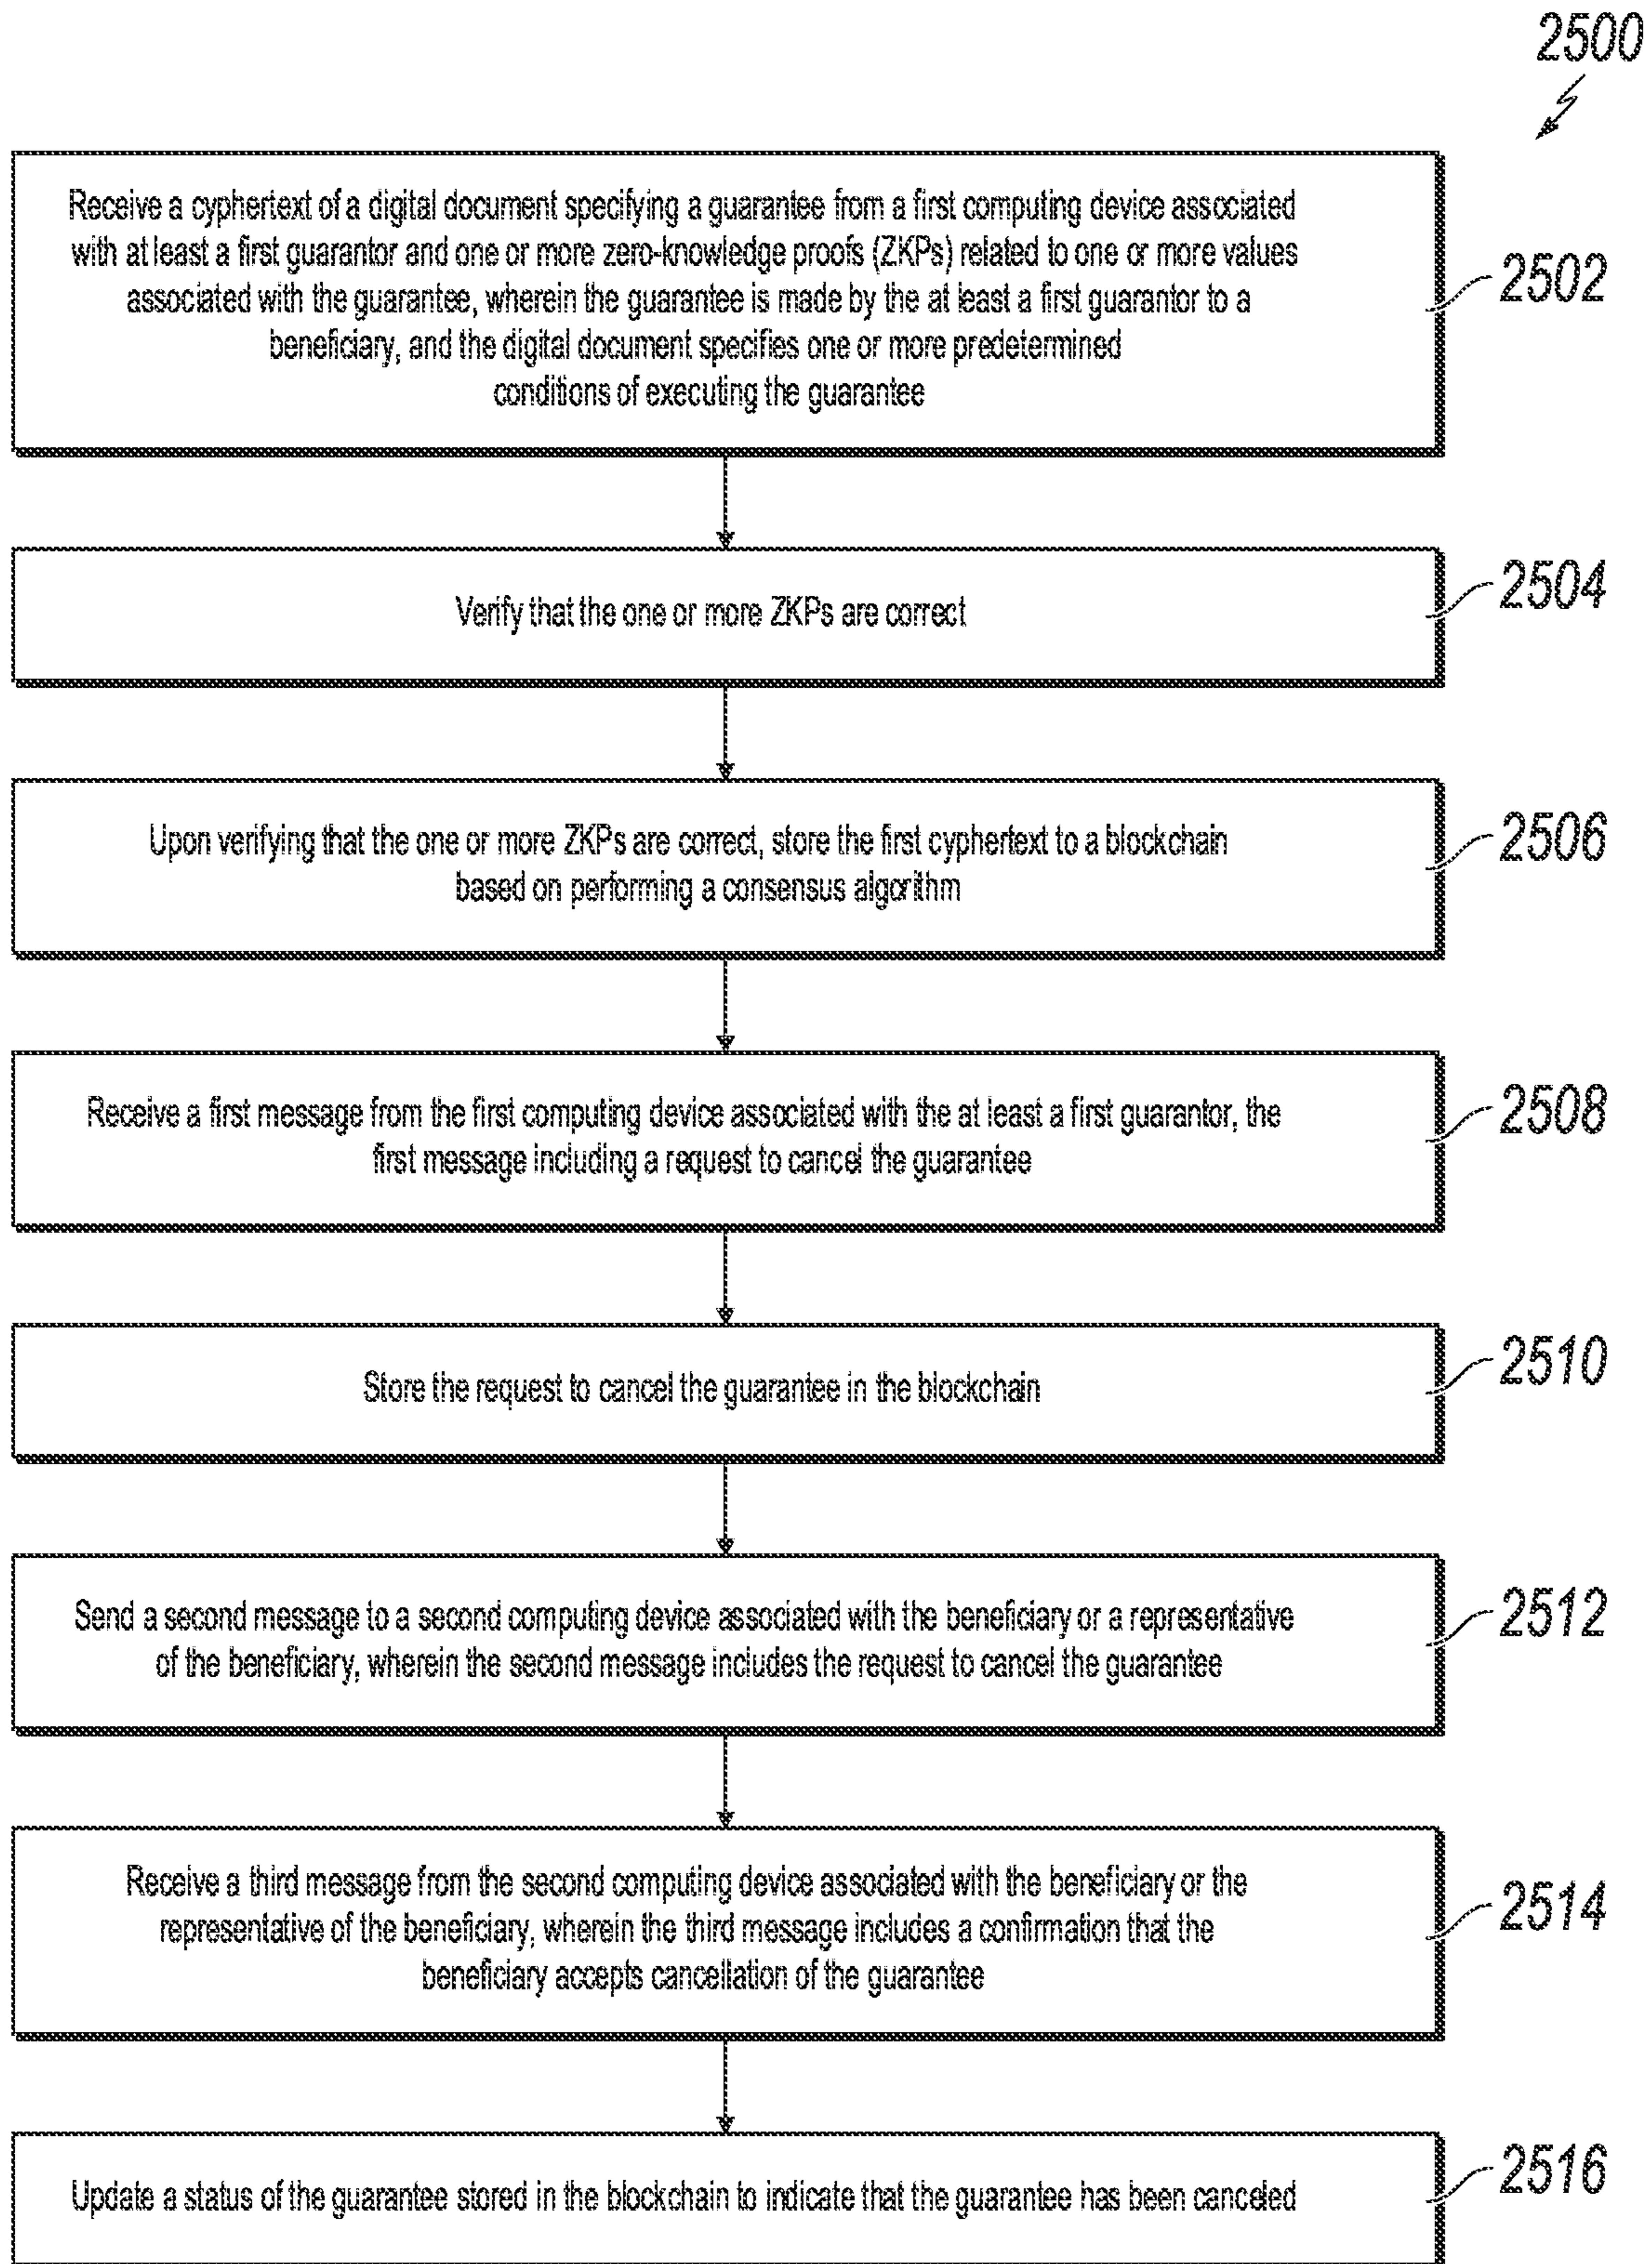 2500
Receive a cyphertext of a digital document specifying a guarantee from a first computing device associated
with at least a first guarantor and one or more zero-knowledge proofs (ZKPs) related to one or more values
associated with the guarantee, wherein the guarantee is made by the at least a first guarantor to a
beneficiary, and the digital document specifies one or more predetermined
conditions of executing the guarantee
2502
Verify that the one or more ZKPs are correct
2504
Upon verifying that the one or more ZKPs are correct, store the first cyphertext to a blockchain
based on performing a consensus algorithm
2506
Receive a first message from the first computing device associated with the at least a first guarantor, the
first message including a request to cancel the guarantee
2508
Store the request to cancel the guarantee in the blockchain
2510
Send a second message to a second computing device associated with the beneficiary or a representative
of the beneficiary, wherein the second message includes the request to cancel the guarantee
2512
Receive a third message from the second computing device associated with the beneficiary or the
representative of the beneficiary, wherein the third message includes a confirmation that the
beneficiary accepts cancellation of the guarantee
2514
Update a status of the guarantee stored in the blockchain to indicate that the guarantee has been canceled
2516